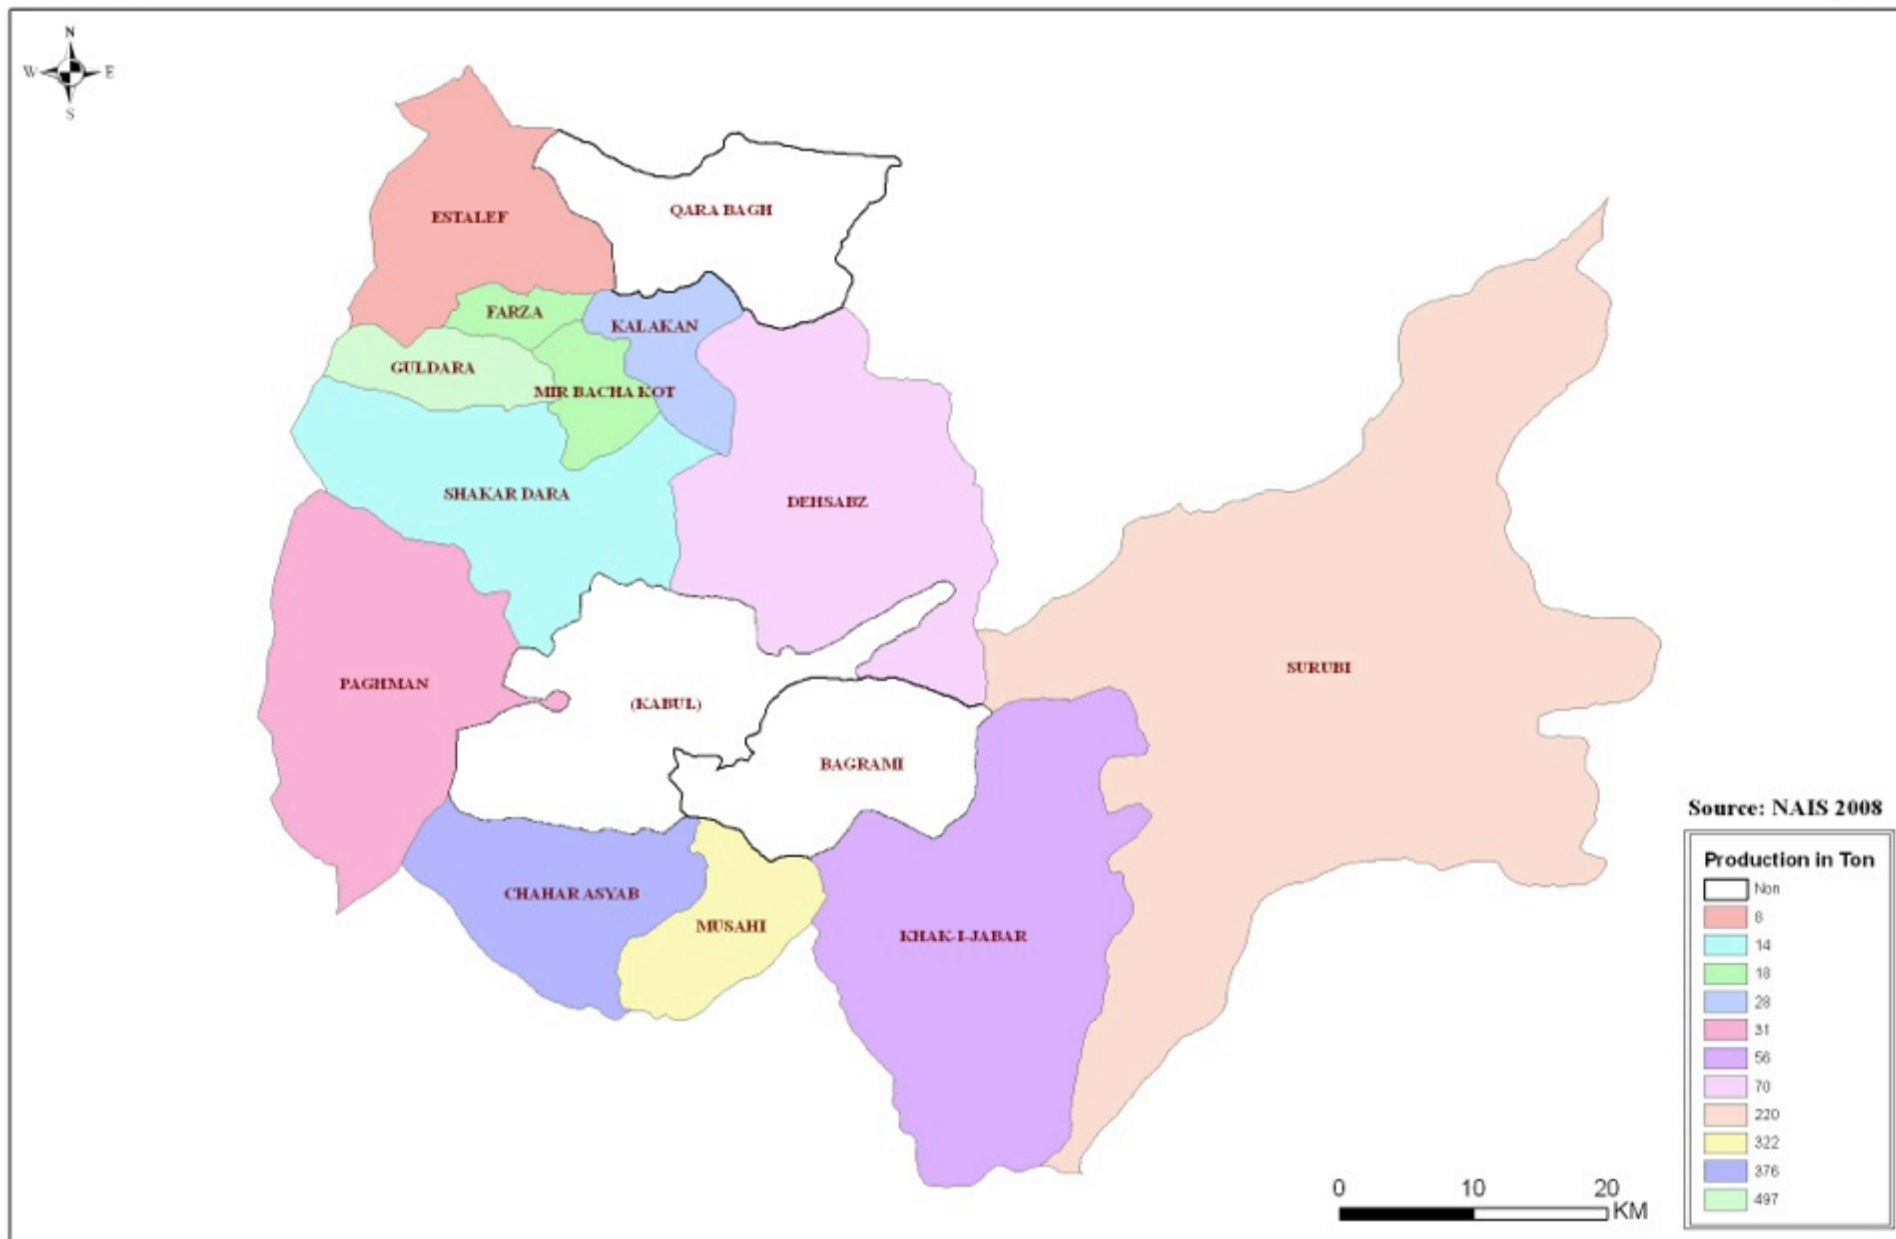 N
W E
S
ESTALEF
QARA BAGH
FARZA
KALAKAN
GULDARA
MIR BACHA KOT
SHAKAR DARA
DEHSABZ
PAGHMAN
(KABUL)
SURUBI
BAGRAMI
CHAHAR ASYAB
MUSAHI
KHAK-I-JABAR
Source: NAIS 2008
Production in Ton
Non
8
14
18
28
31
56
70
220
322
376
497
0 10 20
KM